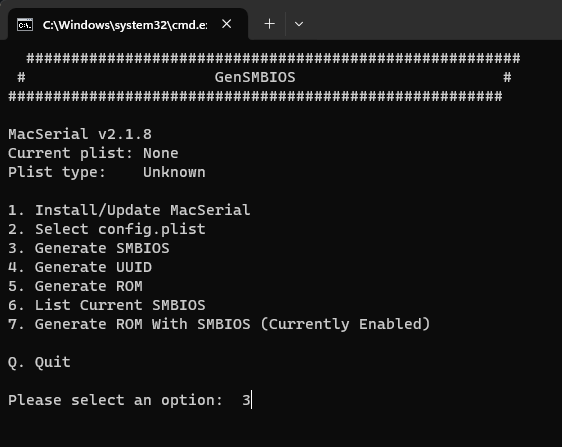 C:\Windows\system32\cmd.e:
#######################################################
# GenSMBIOS #
#######################################################
MacSerial v2.1.8
Current plist: None
Plist type: Unknown
1. Install/Update MacSerial
2. Select config.plist
3. Generate SMBIOS
4. Generate UUID
5. Generate ROM
6. List Current SMBIOS
7. Generate ROM With SMBIOS (Currently Enabled)
Q. Quit
Please select an option: 3